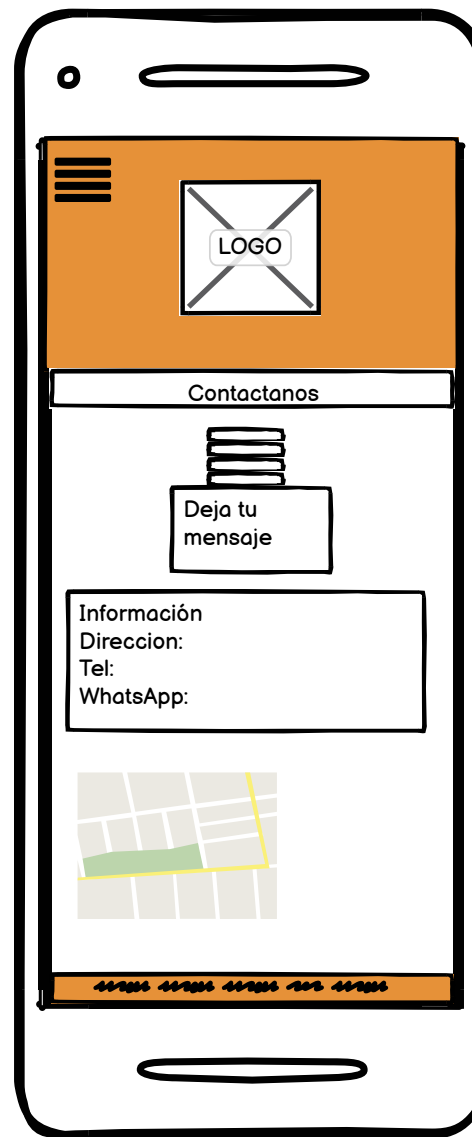 LOGO
Contactanos
Deja tu
mensaje
Información
Direccion:
Tel:
WhatsApp: